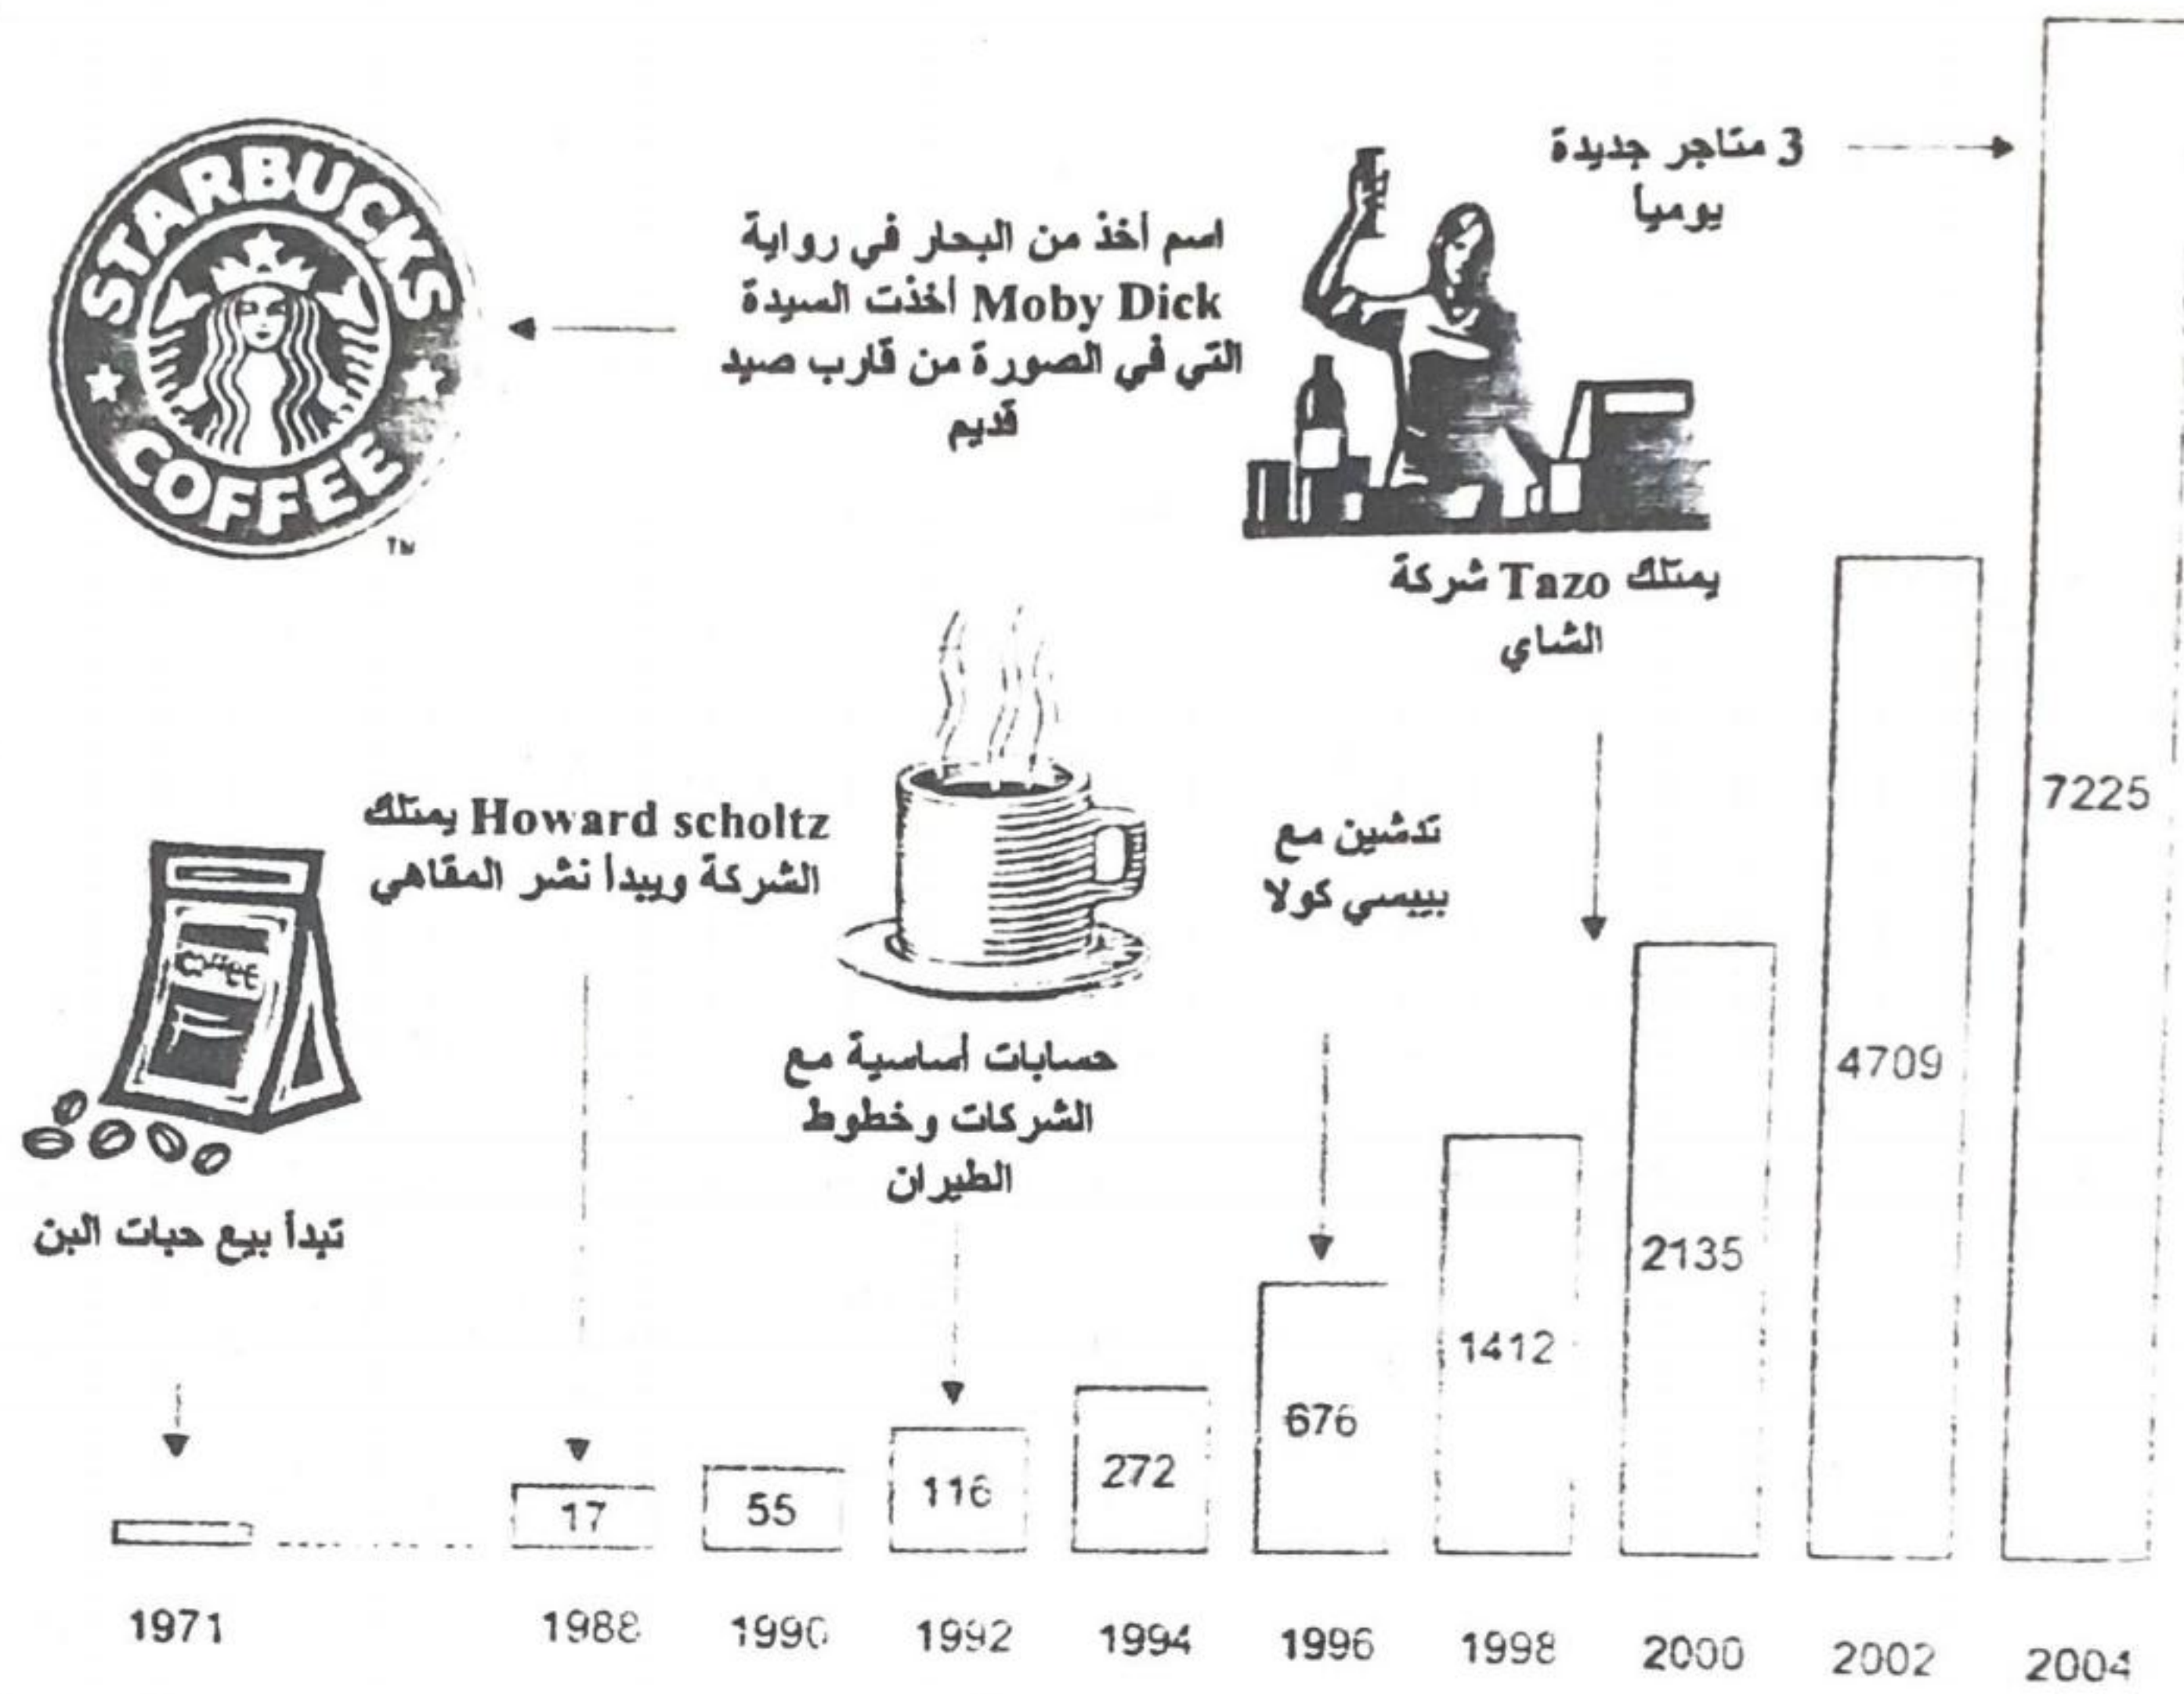 STARBUCKS
COFFEE
TM
اسم أخذ من البحار في رواية
Moby Dick أخذت السيدة
التي في الصورة من قارب صيد
قديم
3 متاجر جديدة
يومياً
يمتلك Tazo شركة
الشاي
Howard scholtz يمتلك
الشركة ويبدأ نشر المقاهي
تدشين مع
بيبسي كولا
COFFEE
حسابات أساسية مع
الشركات وخطوط
الطيران
تبدأ بيع حبات البن
17
55
116
272
676
1412
2135
4709
7225
1971
1988
1990
1992
1994
1996
1998
2000
2002
2004